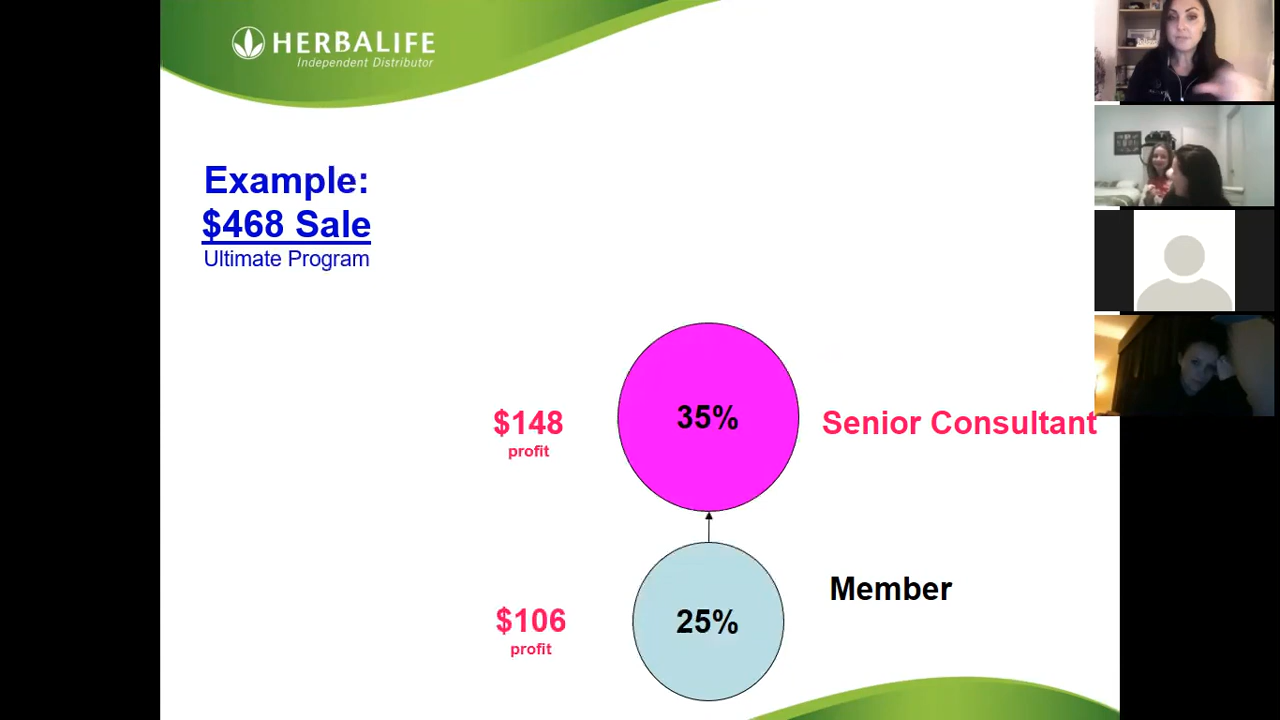 HERBALIFE
Independent Distributor
Example:
$468 Sale
Ultimate Program
$148
profit
35%
Senior Consultant
$106
profit
25%
Member